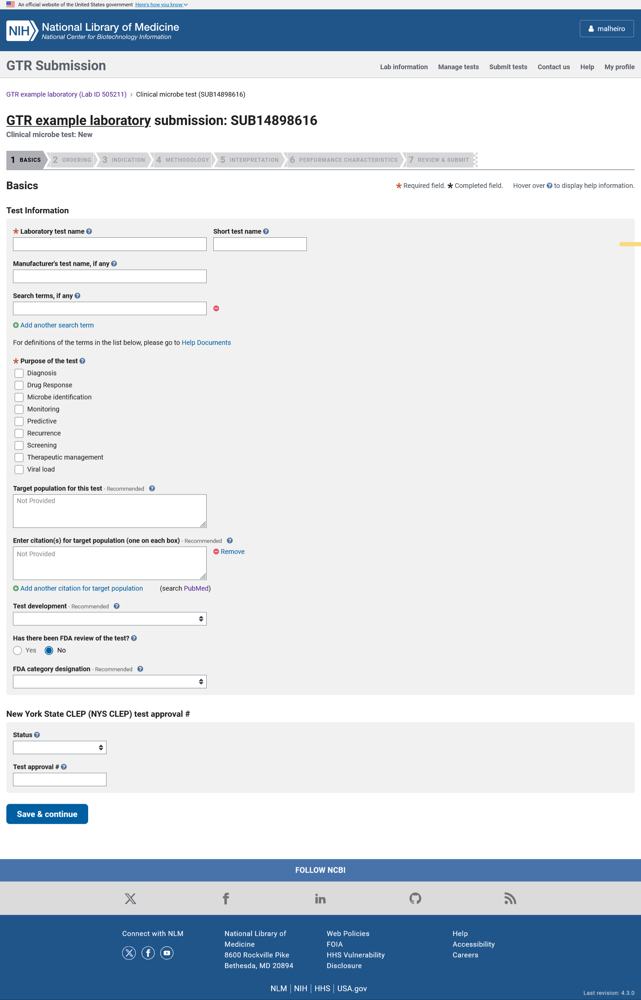 An official website of the United States government Here's how you know
NIH National Library of Medicine
National Center for Biotechnology Information
malheiro
GTR Submission
Lab information Manage tests Submit tests Contact us Help My profile
GTR example laboratory (Lab ID 505211) > Clinical microbe test (SUB14898616)
GTR example laboratory submission: SUB14898616
Clinical microbe test: New
1 BASICS 2 ORDERING 3 INDICATION 4 METHODOLOGY 5 INTERPRETATION 6 PERFORMANCE CHARACTERISTICS 7 REVIEW & SUBMIT
Basics
* Required field. * Completed field. Hover over ? to display help information.
Test Information
* Laboratory test name ? Short test name ?
Manufacturer's test name, if any ?
Search terms, if any ?
Add another search term
For definitions of the terms in the list below, please go to Help Documents
* Purpose of the test ?
Diagnosis
Drug Response
Microbe identification
Monitoring
Predictive
Recurrence
Screening
Therapeutic management
Viral load
Target population for this test - Recommended ?
Not Provided
Enter citation(s) for target population (one on each box) - Recommended ?
Not Provided
Remove
Add another citation for target population (search PubMed)
Test development - Recommended ?
Has there been FDA review of the test? ?
Yes No
FDA category designation - Recommended ?
New York State CLEP (NYS CLEP) test approval #
Status ?
Test approval # ?
Save & continue
FOLLOW NCBI
Connect with NLM
National Library of
Medicine
8600 Rockville Pike
Bethesda, MD 20894
Web Policies
FOIA
HHS Vulnerability
Disclosure
Help
Accessibility
Careers
NLM | NIH | HHS | USA.gov
Last revision: 4.3.0